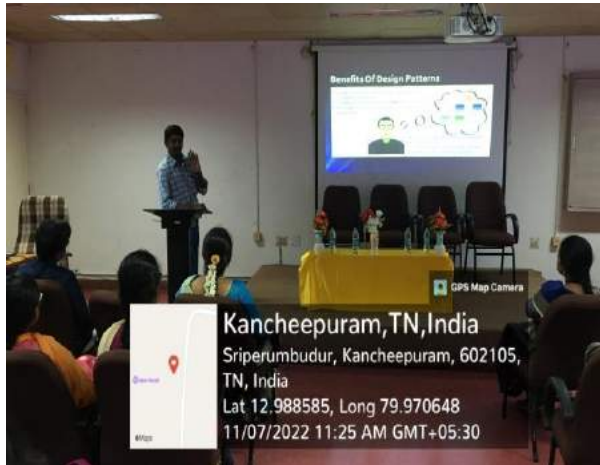 Benefits Of Design Patterns
GPS Map Camera
Kancheepuram,TN,India
Sriperumbudur, Kancheepuram, 602105,
TN, India
Lat 12.988585, Long 79.970648
11/07/2022 11:25 AM GMT+05:30